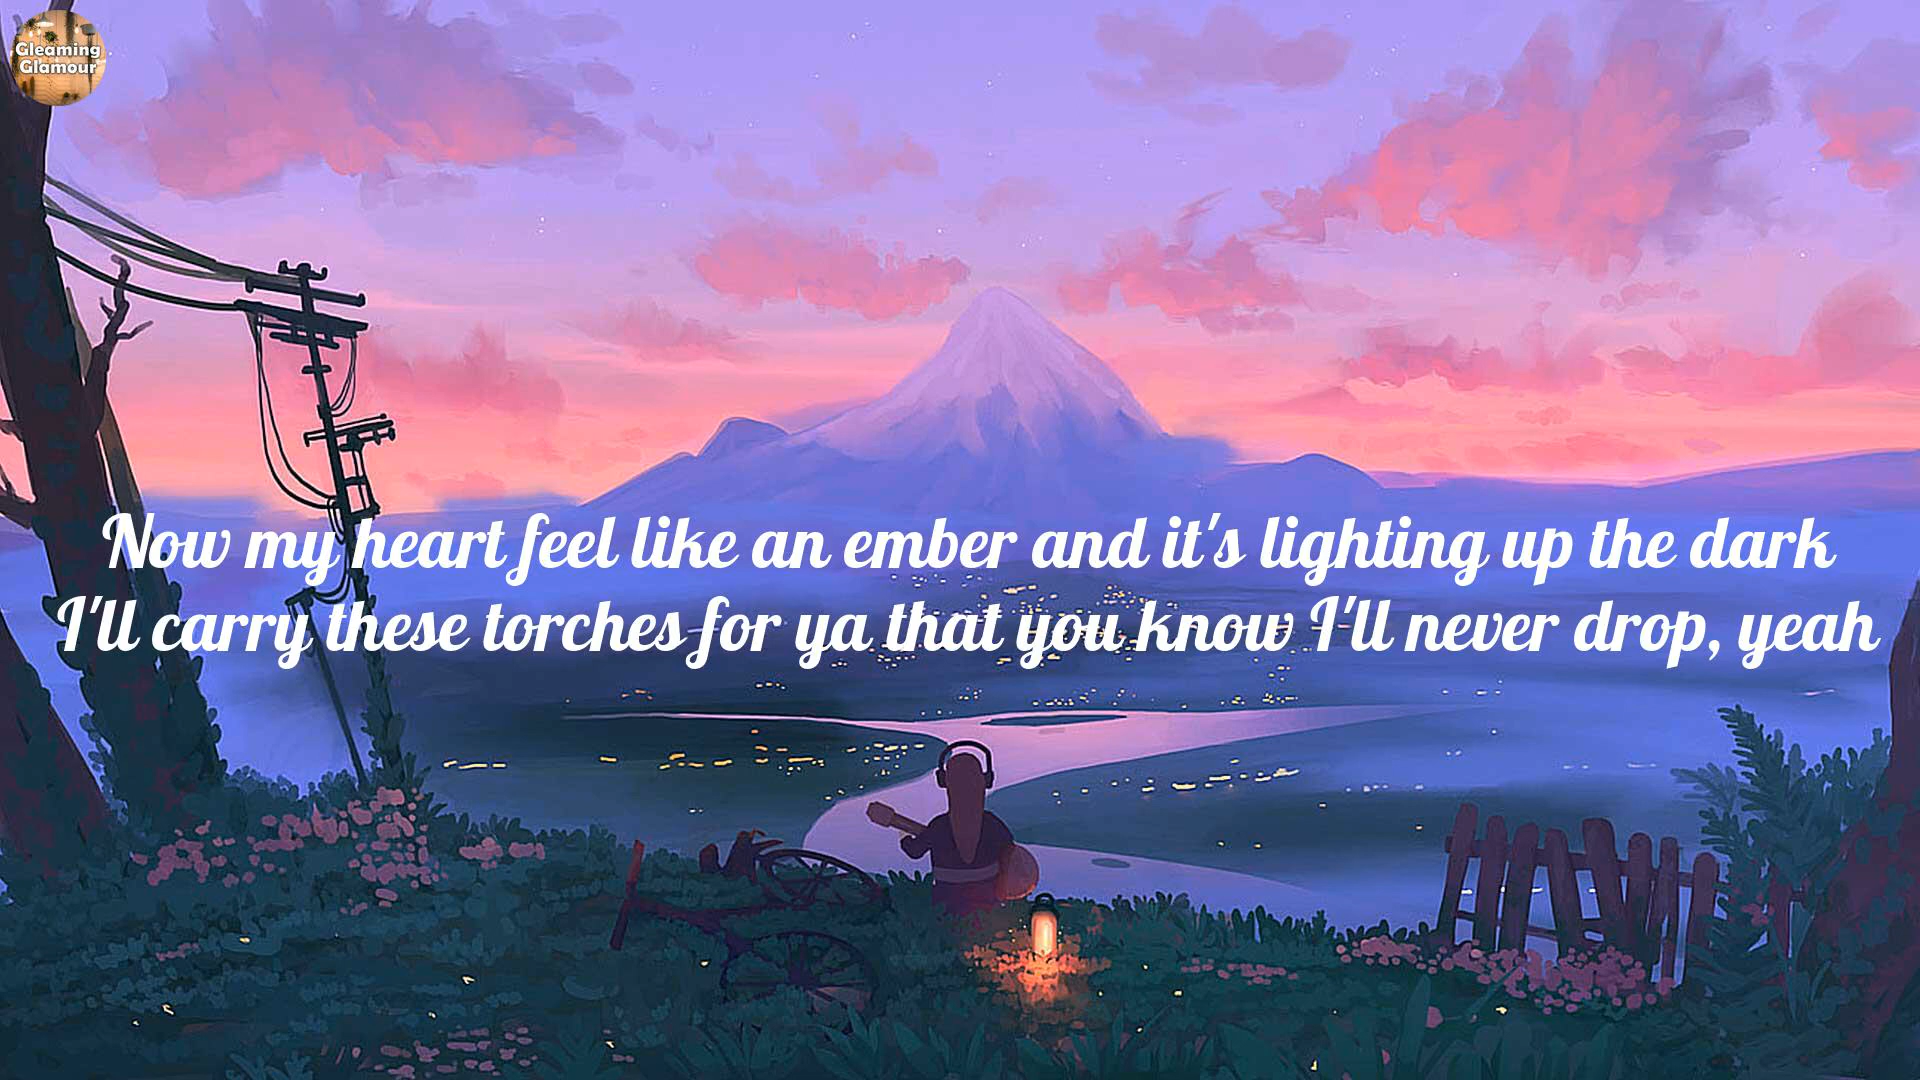 Gleaming
Glamour
Now my heart feel like an ember and it's lighting up the dark
I'll carry these torches for ya that you know I'll never drop, yeah